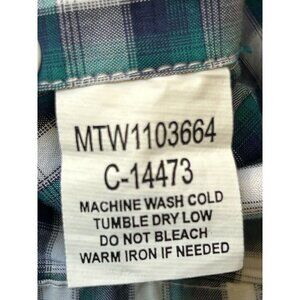 MTW1103664
C-14473
MACHINE WASH COLD
TUMBLE DRY LOW
DO NOT BLEACH
WARM IRON IF NEEDED